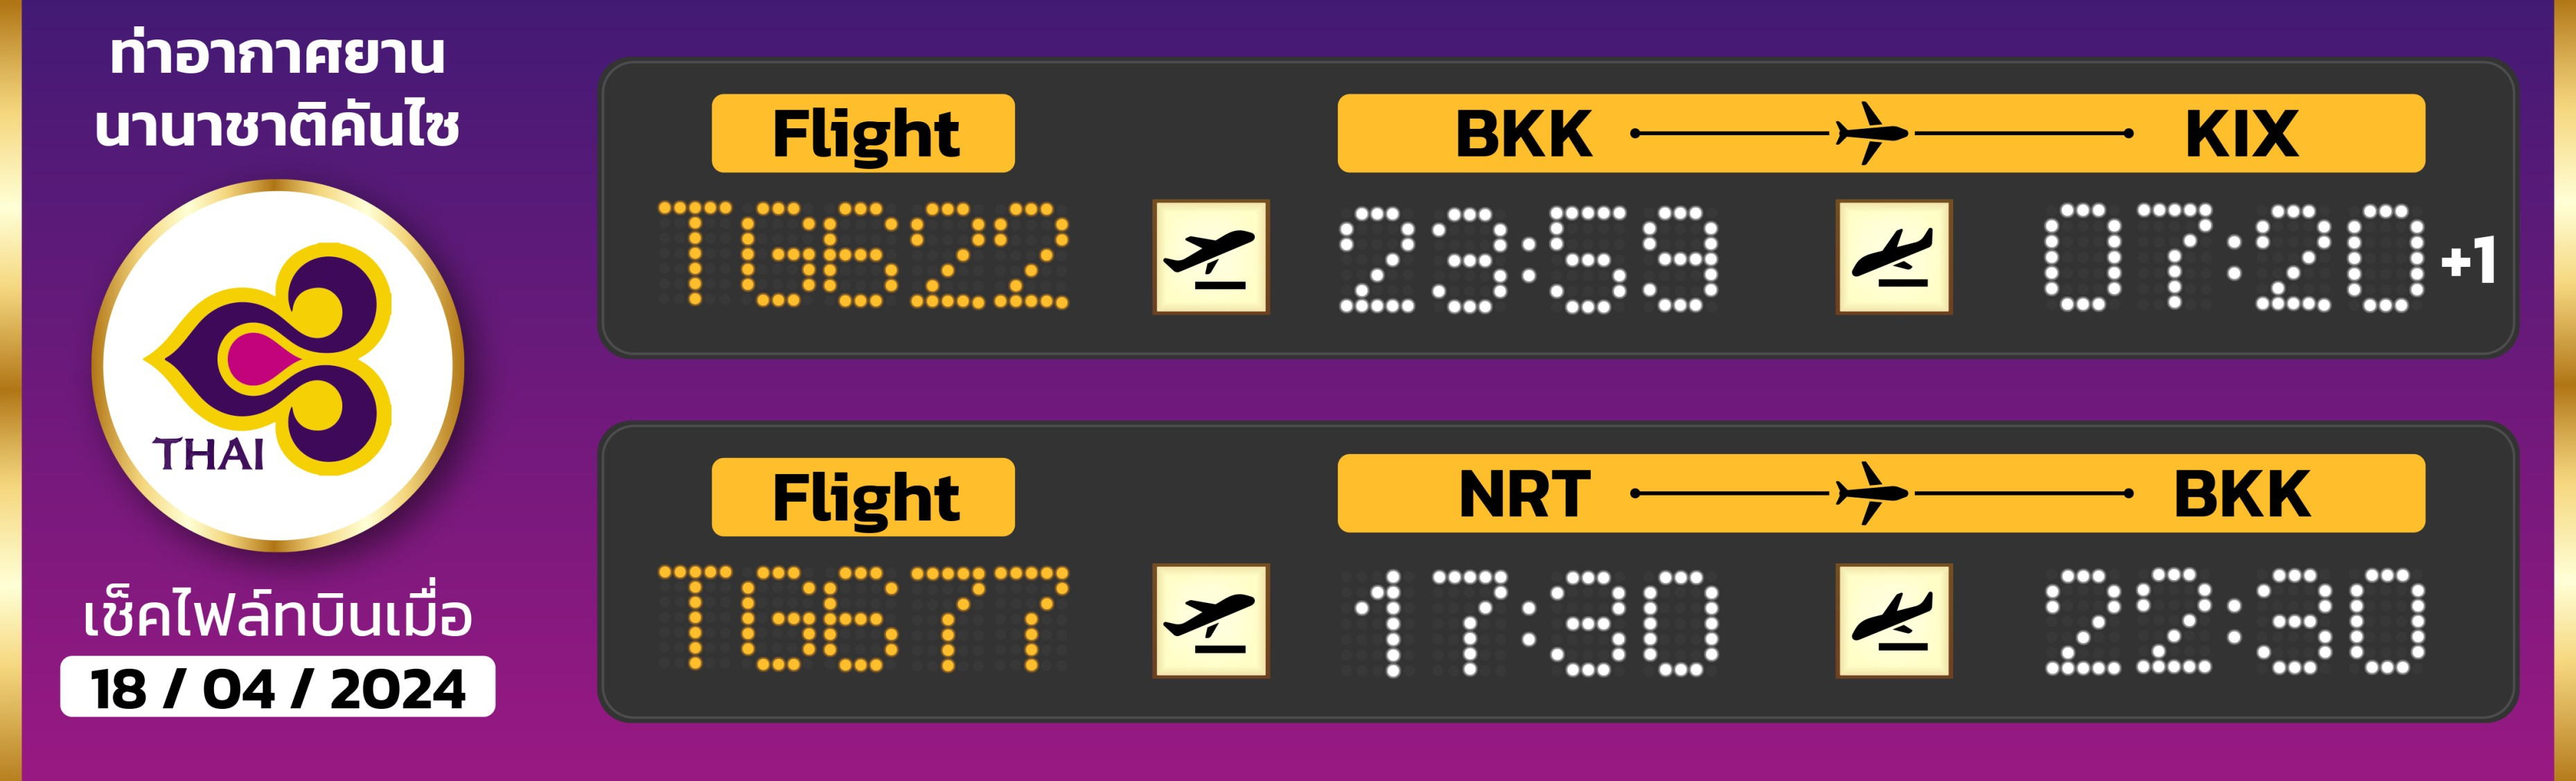 ท่าอากาศยาน
นานาชาติคันไซ
THAI
เช็คไฟล์ทบินเมื่อ
18 / 04 / 2024
Flight
BKK KIX
TG622 23:59 07:20 +1
Flight
NRT BKK
TG677 17:30 22:30